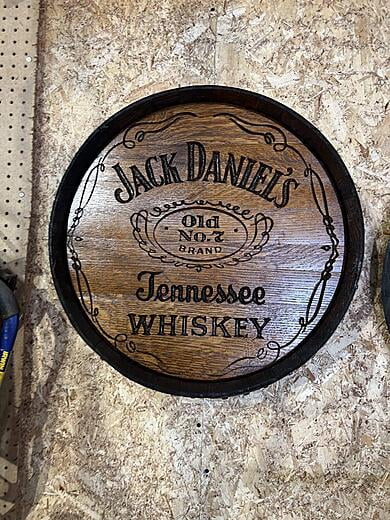 JACK DANIEL'S
Old
No.7
BRAND
Tennessee
WHISKEY